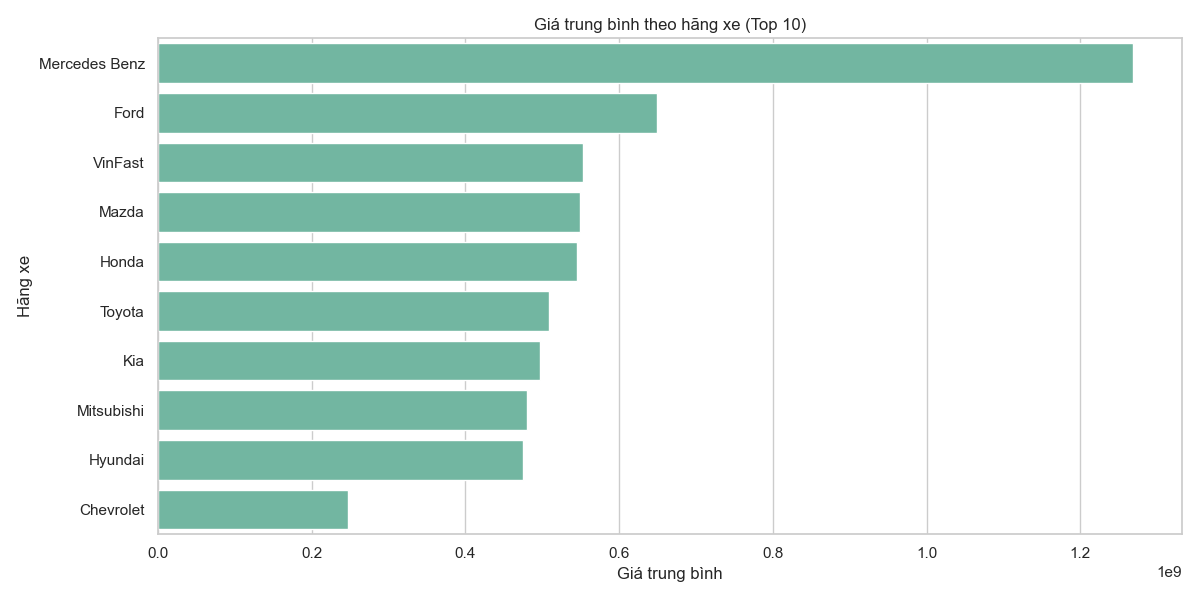 Giá trung bình theo hãng xe (Top 10)
Mercedes Benz
Ford
VinFast
Mazda
Honda
Toyota
Kia
Mitsubishi
Hyundai
Chevrolet
Hãng xe
0.0 0.2 0.4 0.6 0.8 1.0 1.2
1e9
Giá trung bình